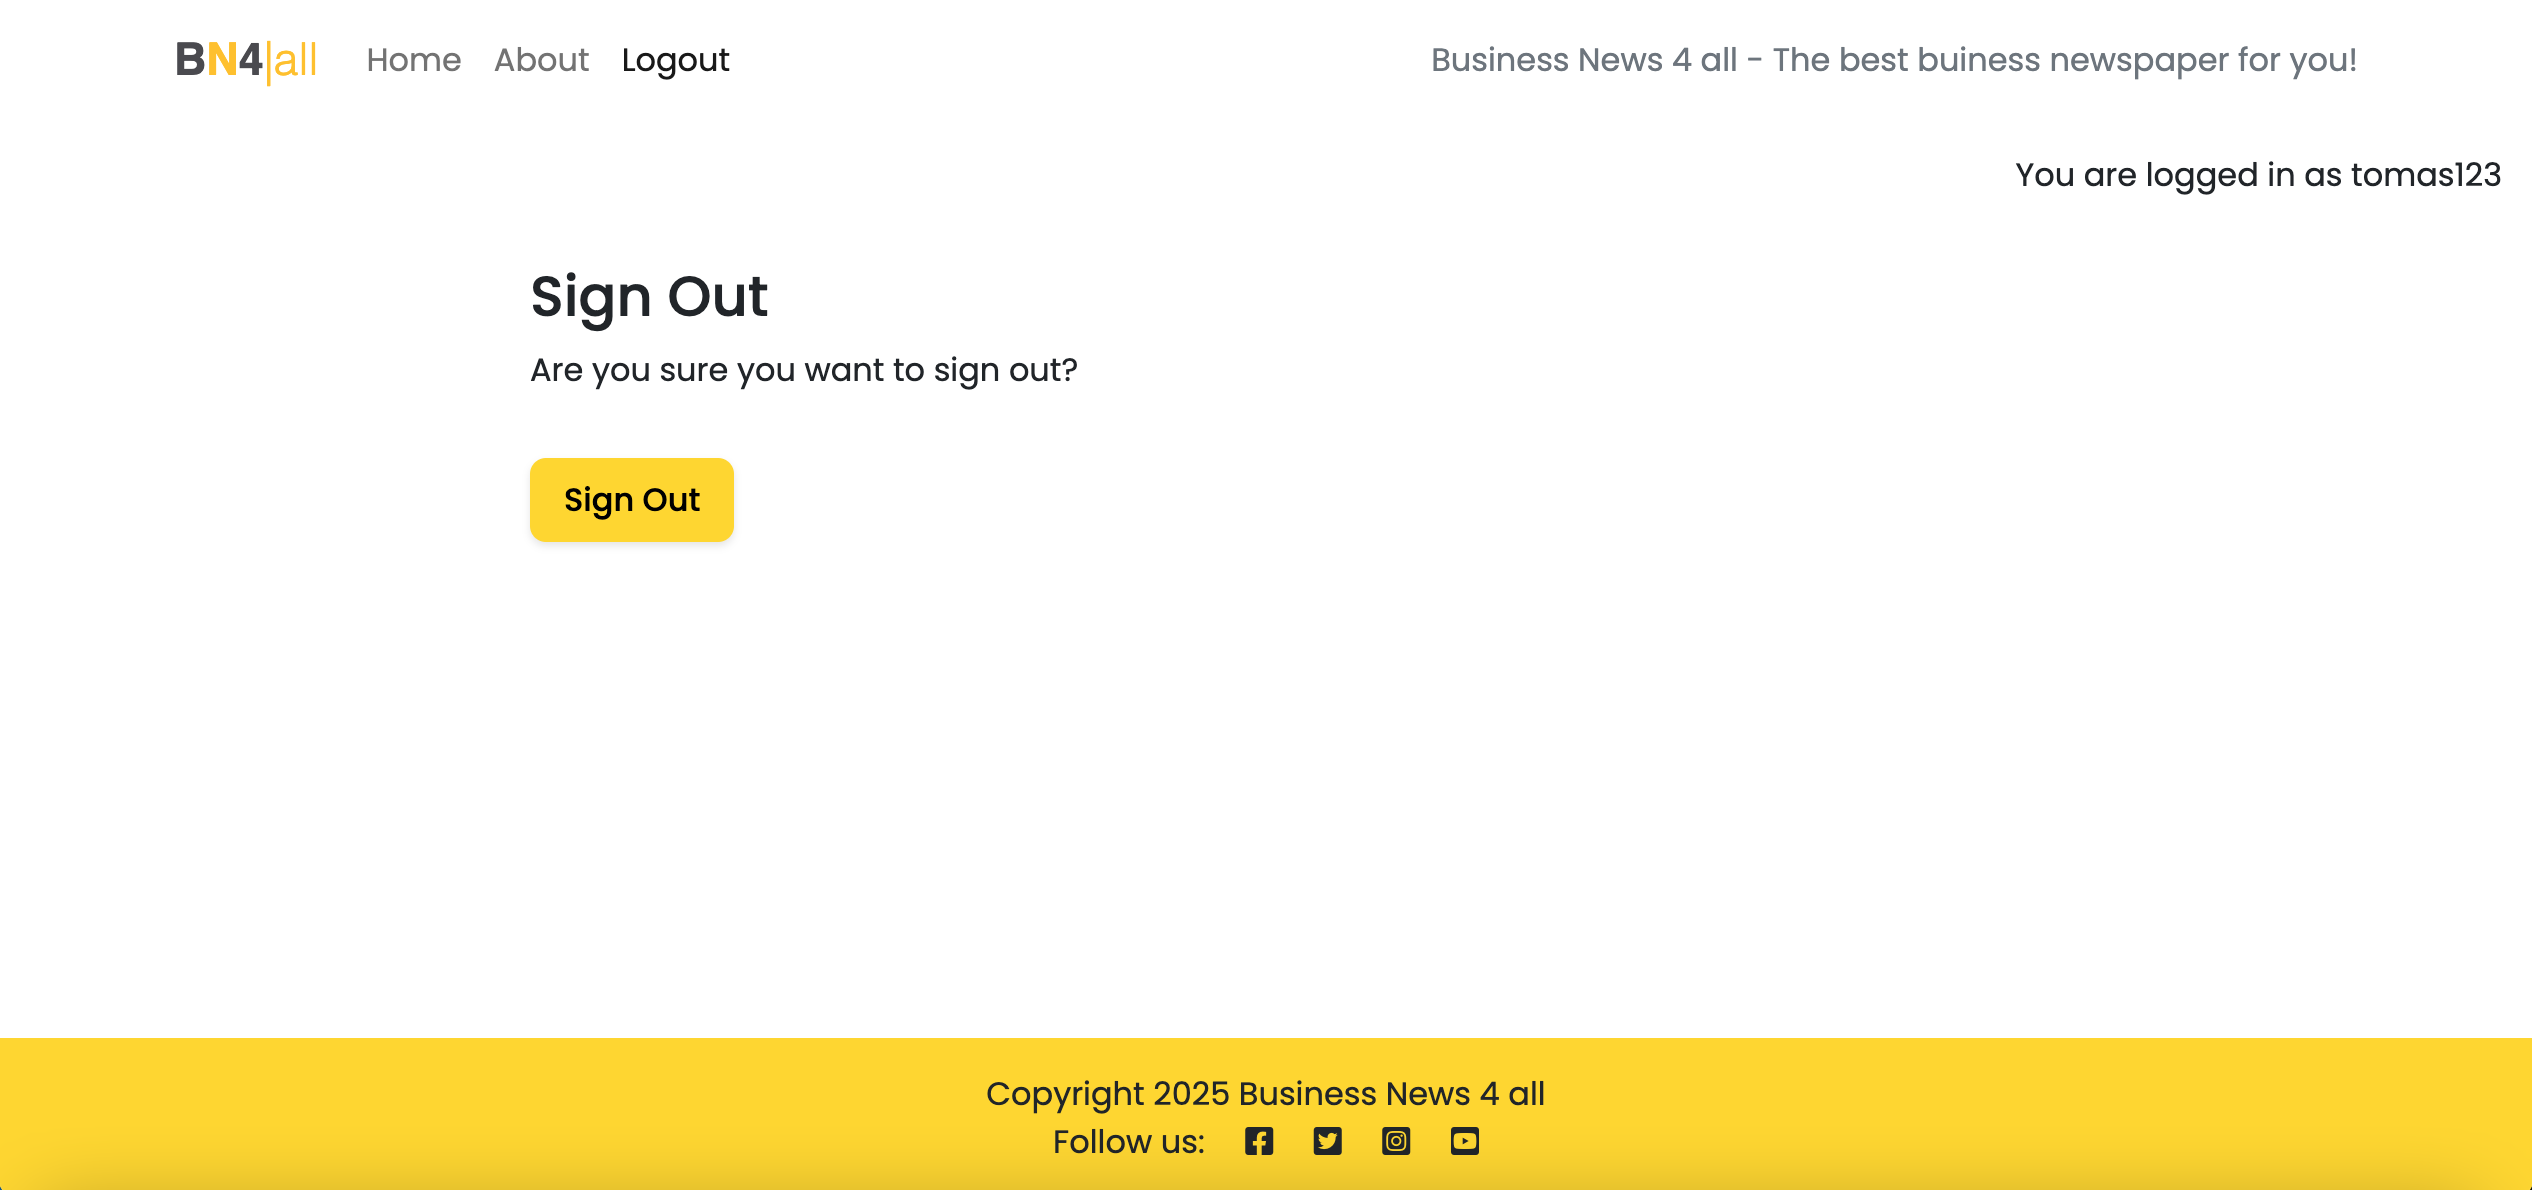 BN4|all Home About Logout Business News 4 all - The best buiness newspaper for you!
You are logged in as tomas123
Sign Out
Are you sure you want to sign out?
Sign Out
Copyright 2025 Business News 4 all
Follow us: